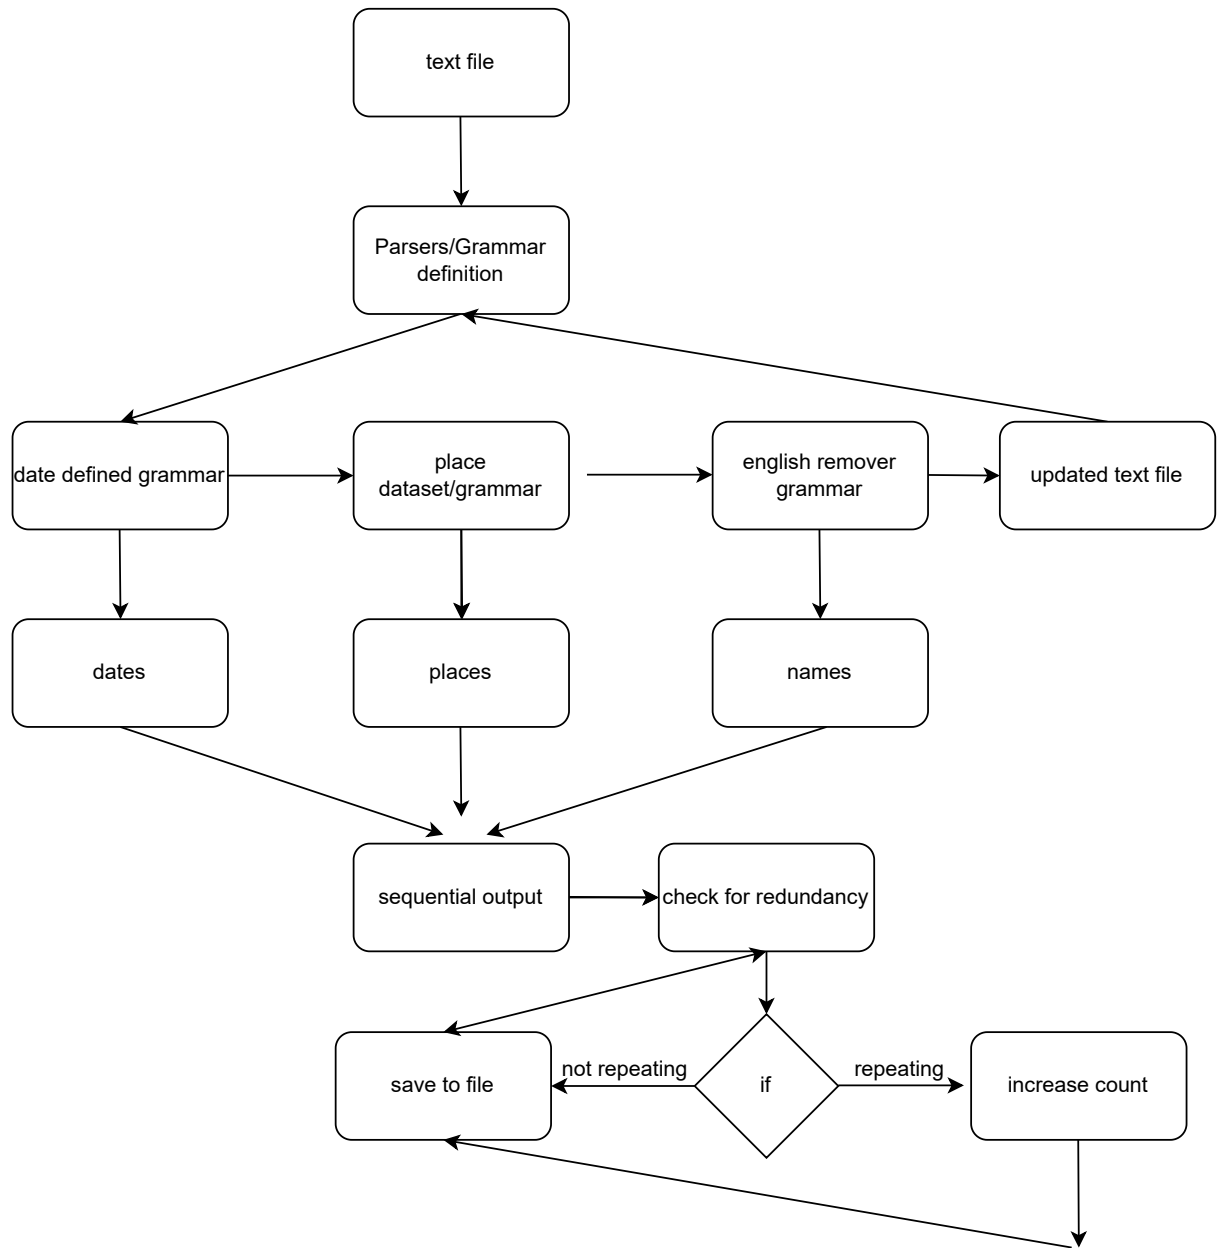 text file
Parsers/Grammar
definition
date defined grammar
place
dataset/grammar
english remover
grammar
updated text file
dates
places
names
sequential output
check for redundancy
save to file
not repeating
if
repeating
increase count